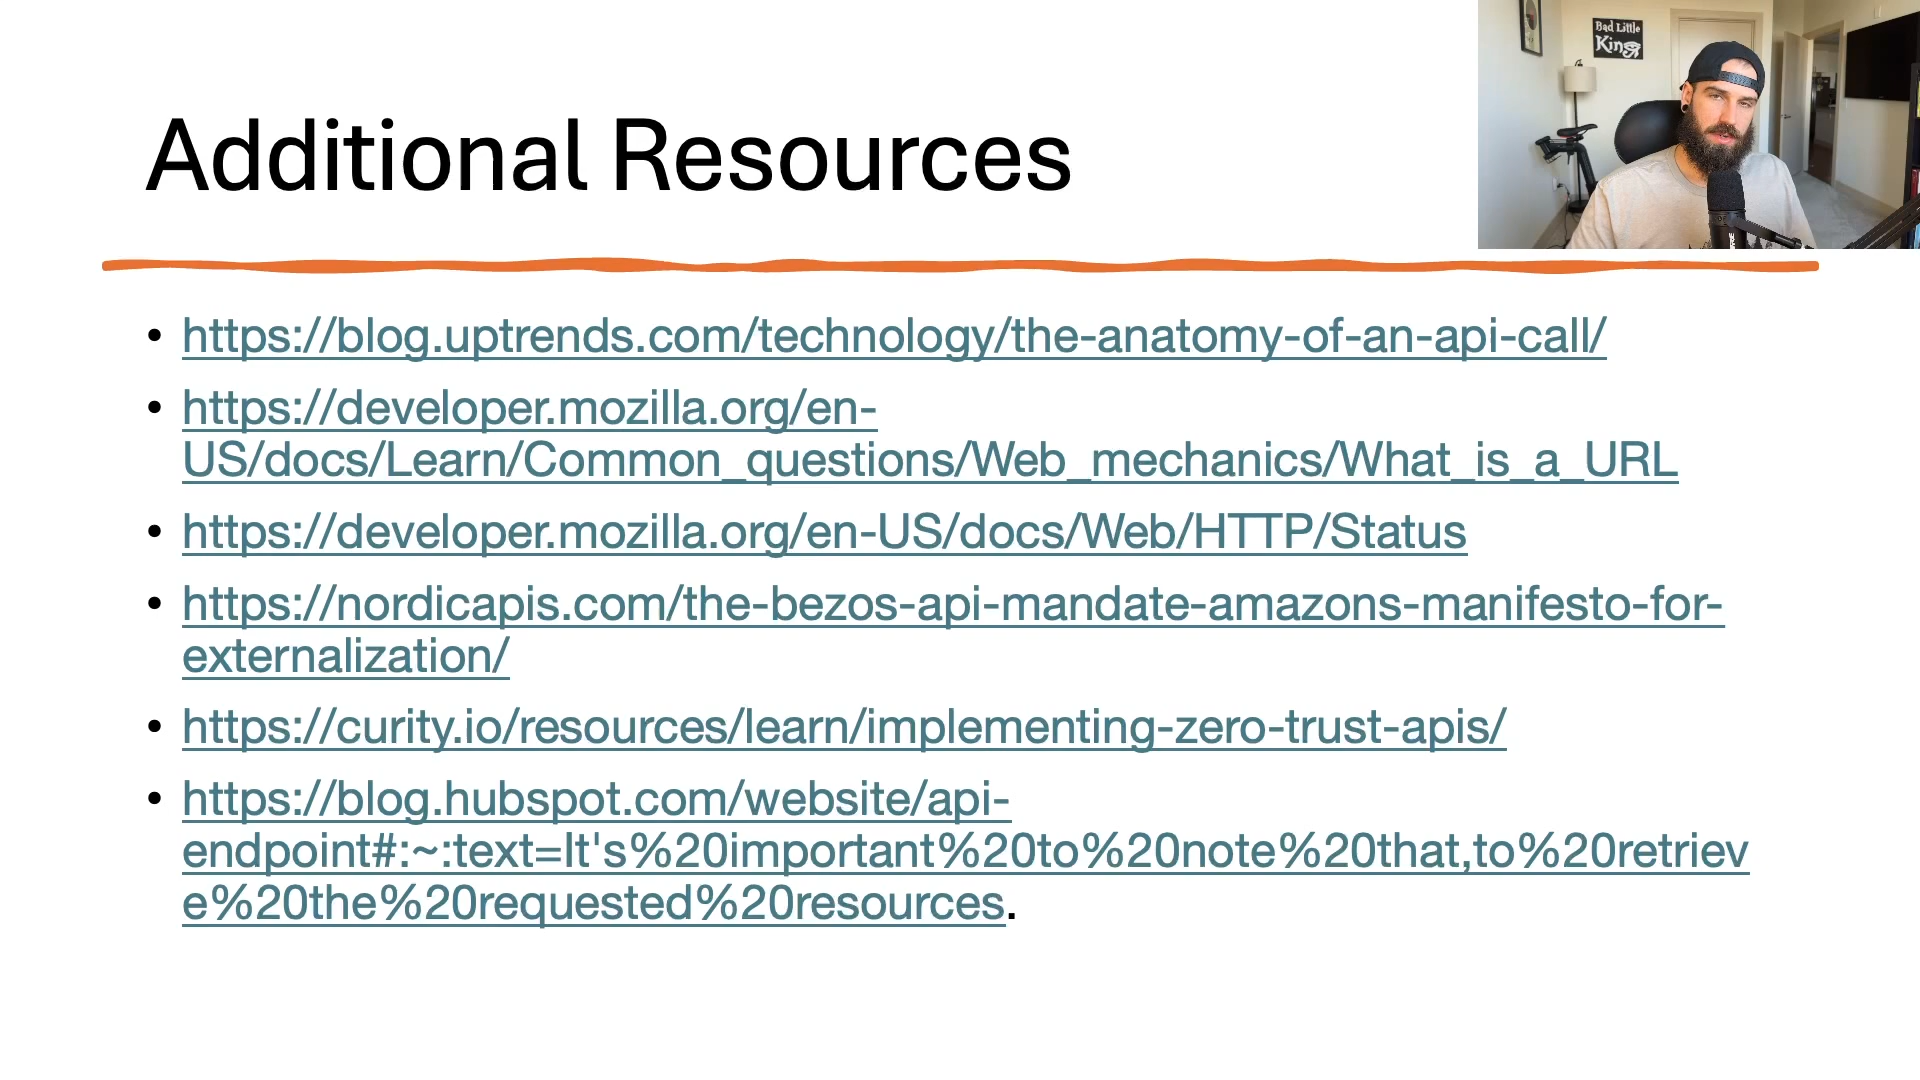 Bad Little
King
Additional Resources
• https://blog.uptrends.com/technology/the-anatomy-of-an-api-call/
• https://developer.mozilla.org/en-
US/docs/Learn/Common_questions/Web_mechanics/What_is_a_URL
• https://developer.mozilla.org/en-US/docs/Web/HTTP/Status
• https://nordicapis.com/the-bezos-api-mandate-amazons-manifesto-for-
externalization/
• https://curity.io/resources/learn/implementing-zero-trust-apis/
• https://blog.hubspot.com/website/api-
endpoint#:~:text=It's%20important%20to%20note%20that,to%20retriev
e%20the%20requested%20resources.